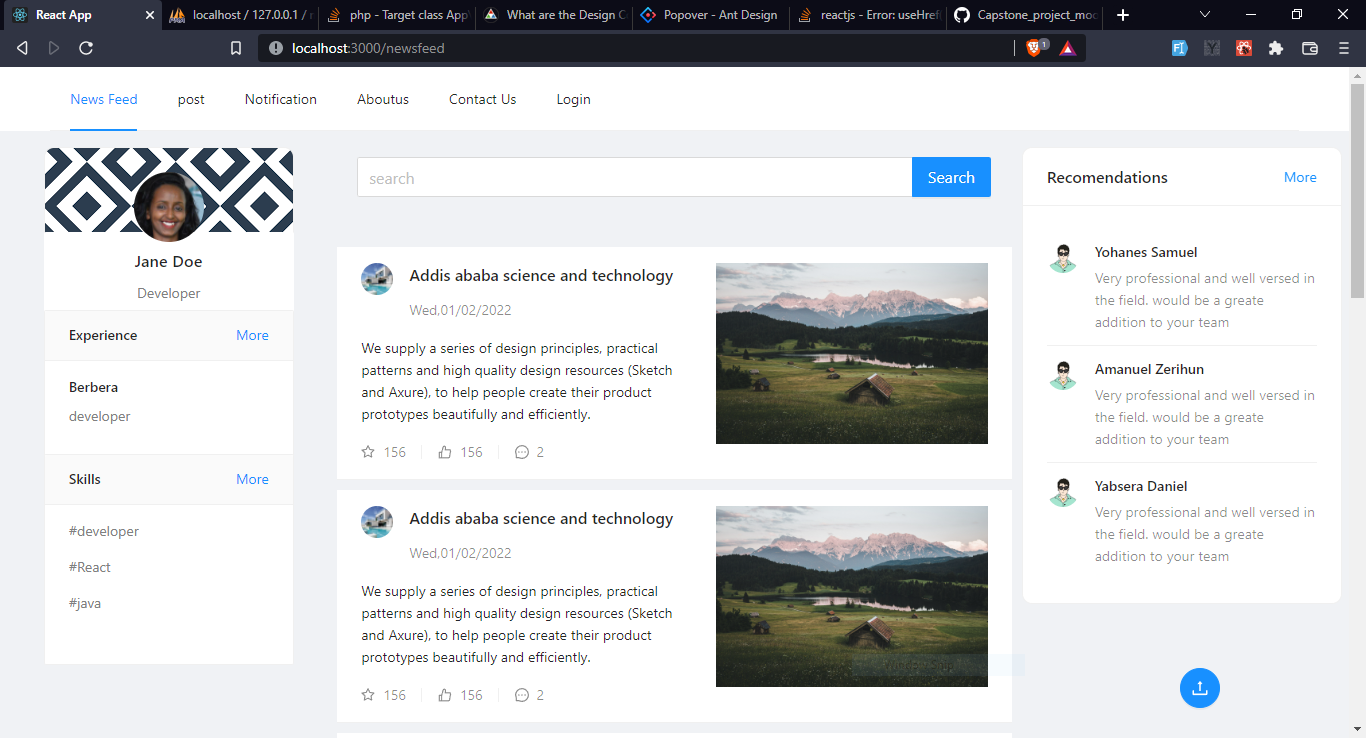 React App
localhost / 127.0.0.1 /
php - Target class App
What are the Design C
Popover - Ant Design
reactjs - Error: useHref
Capstone_project_moc
localhost:3000/newsfeed
1
News Feed
post
Notification
Aboutus
Contact Us
Login
Jane Doe
Developer
Experience
More
Berbera
developer
Skills
More
#developer
#React
#java
search
Search
Addis ababa science and technology
Wed,01/02/2022
We supply a series of design principles, practical
patterns and high quality design resources (Sketch
and Axure), to help people create their product
prototypes beautifully and efficiently.
156
156
2
Addis ababa science and technology
Wed,01/02/2022
We supply a series of design principles, practical
patterns and high quality design resources (Sketch
and Axure), to help people create their product
prototypes beautifully and efficiently.
156
156
2
Recomendations
More
Yohanes Samuel
Very professional and well versed in
the field. would be a greate
addition to your team
Amanuel Zerihun
Very professional and well versed in
the field. would be a greate
addition to your team
Yabsera Daniel
Very professional and well versed in
the field. would be a greate
addition to your team